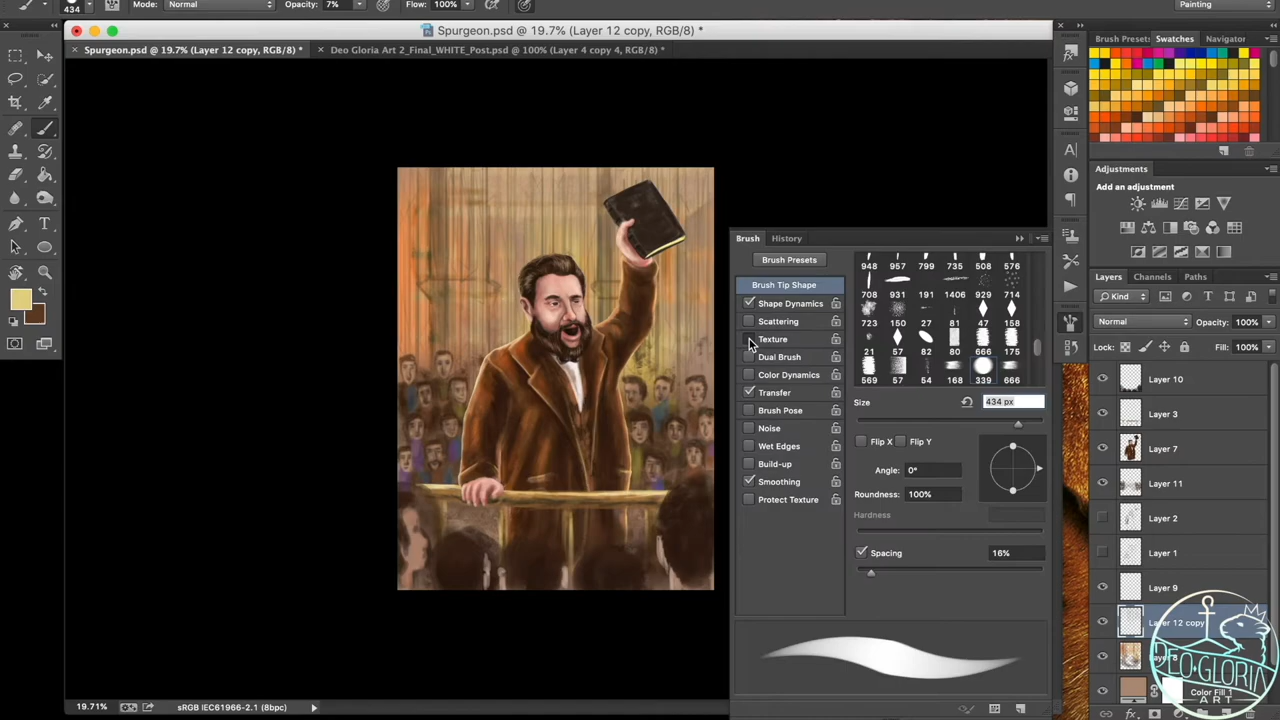 434
Mode: Normal
Opacity: 7%
Flow: 100%
Painting
Spurgeon.psd @ 19.7% (Layer 12 copy, RGB/8) *
Spurgeon.psd @ 19.7% (Layer 12 copy, RGB/8) *
Deo Gloria Art 2_Final_WHITE_Post.psd @ 100% (Layer 4 copy 4, RGB/8) *
Brush Presets
Swatches
Navigator
Adjustments
Add an adjustment
Layers
Channels
Paths
Kind
Normal
Opacity: 100%
Lock:
Fill: 100%
Layer 10
Layer 3
Layer 7
Layer 11
Layer 2
Layer 1
Layer 9
Layer 12 copy
Color Fill 1
DEO GLORIA
ART
Brush
History
Brush Presets
Brush Tip Shape
Shape Dynamics
Scattering
Texture
Dual Brush
Color Dynamics
Transfer
Brush Pose
Noise
Wet Edges
Build-up
Smoothing
Protect Texture
948 957 799 735 508 576
708 931 191 1406 929 714
723 150 27 81 47 158
21 57 82 80 666 175
569 57 54 168 339 666
Size
434 px
Flip X
Flip Y
Angle: 0°
Roundness: 100%
Hardness
Spacing
16%
19.71%
sRGB IEC61966-2.1 (8bpc)